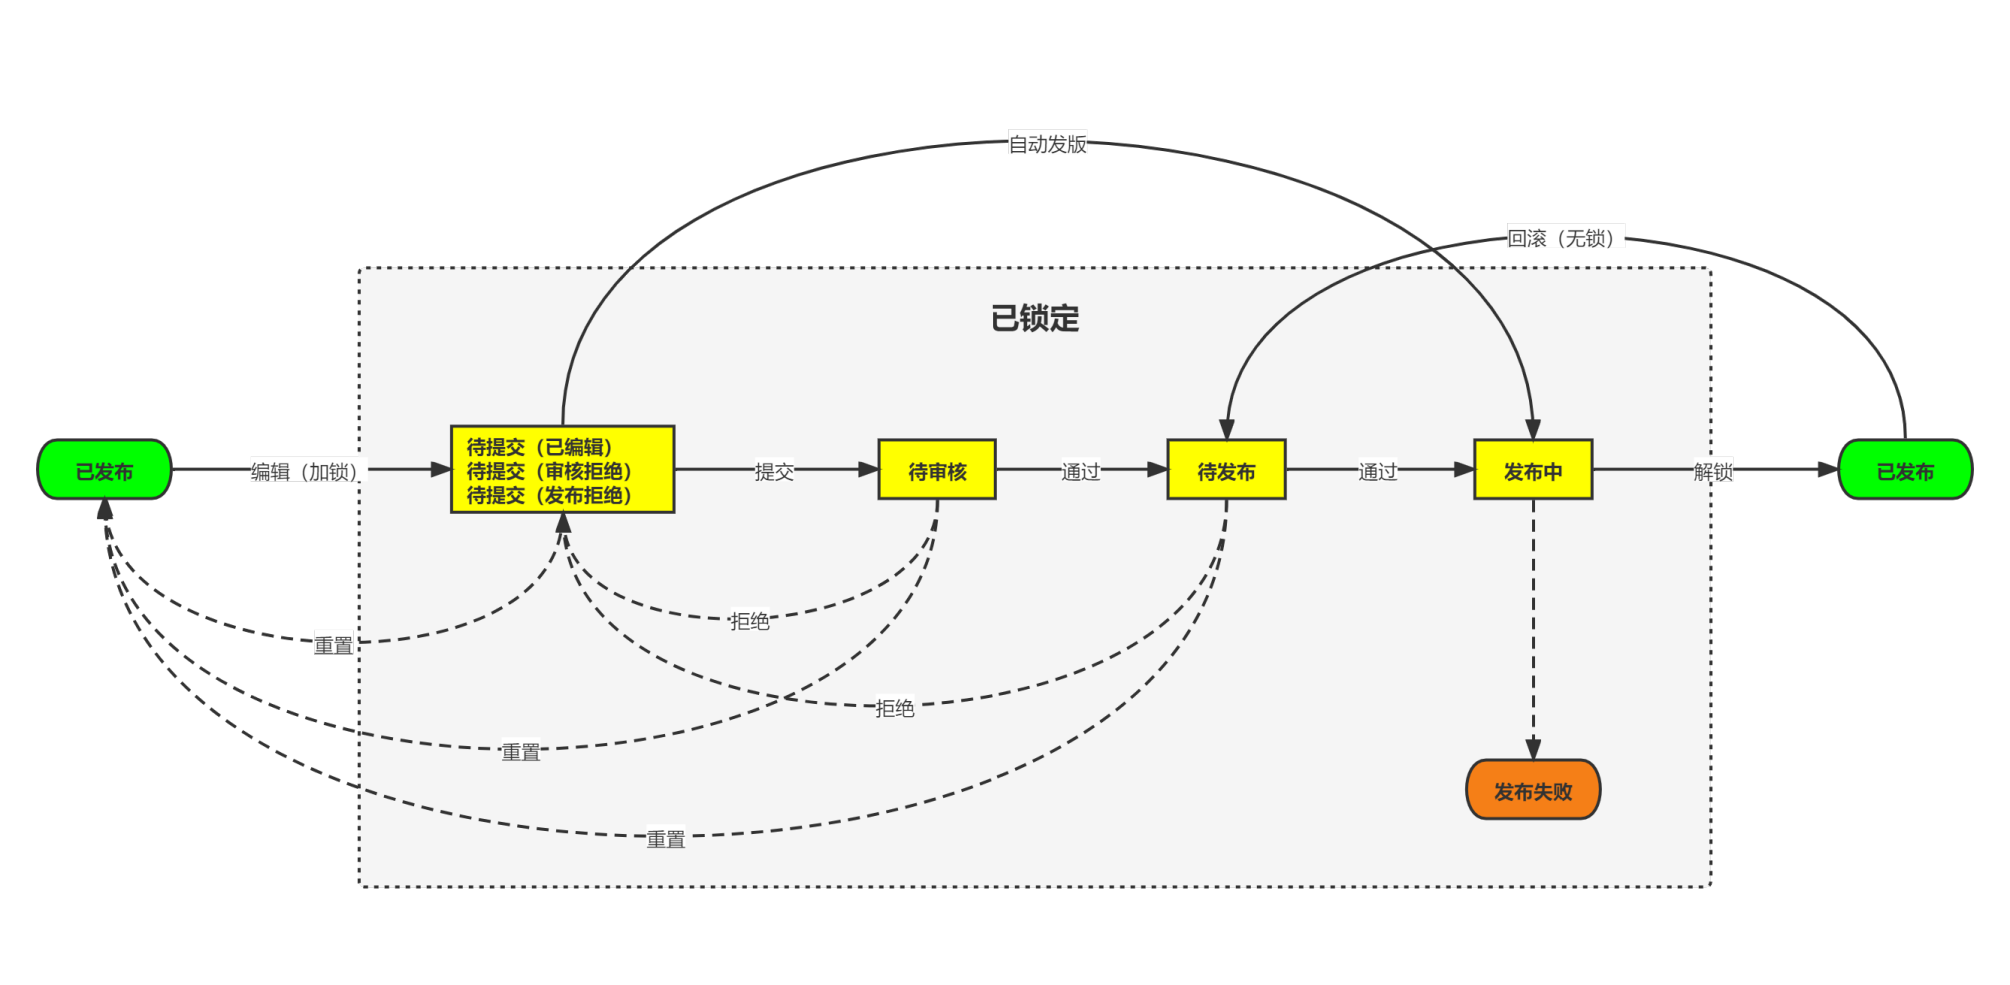 自动发版
回滚（无锁）
已锁定
已发布
编辑（加锁）
待提交（已编辑）
待提交（审核拒绝）
待提交（发布拒绝）
提交
待审核
通过
待发布
通过
发布中
解锁
已发布
拒绝
重置
拒绝
重置
发布失败
重置